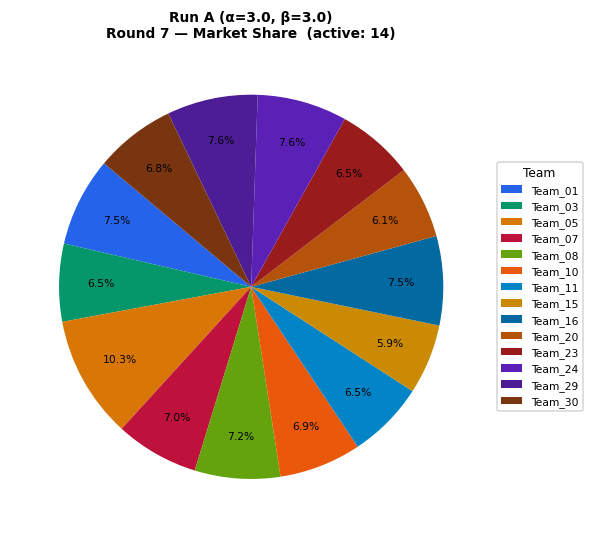 Run A (α=3.0, β=3.0)
Round 7 — Market Share  (active: 14)
7.6%
7.6%
6.8%
6.5%
7.5%
6.1%
6.5%
7.5%
10.3%
5.9%
7.0%
6.5%
7.2%
6.9%
Team
Team_01
Team_03
Team_05
Team_07
Team_08
Team_10
Team_11
Team_15
Team_16
Team_20
Team_23
Team_24
Team_29
Team_30